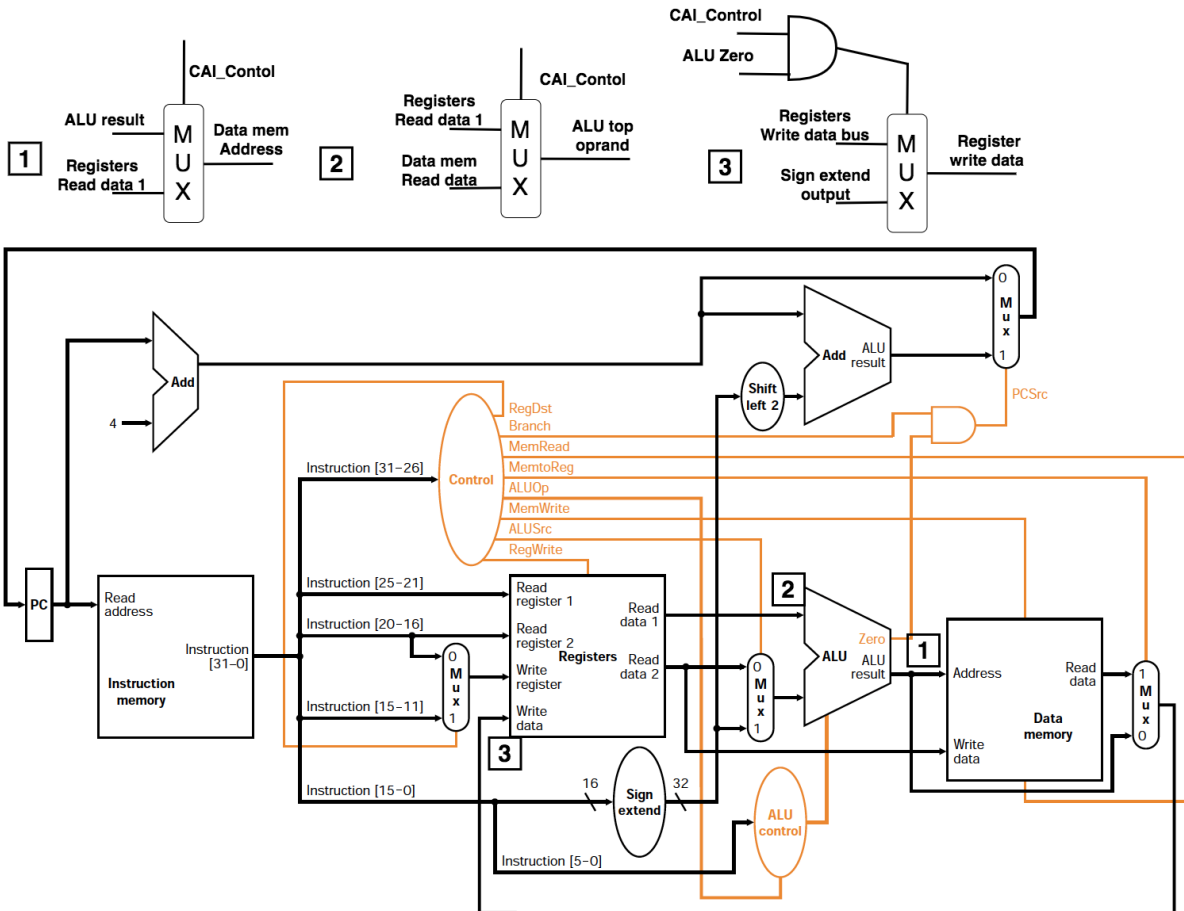 CAI_Contol
ALU result
Registers
Read data 1
M
U
X
Data mem
Address
1
CAI_Contol
Registers
Read data 1
Data mem
Read data
M
U
X
ALU top
oprand
2
CAI_Control
ALU Zero
Registers
Write data bus
Sign extend
output
M
U
X
Register
write data
3
Add
4
Add
ALU
result
Shift
left 2
0
M
u
x
1
PCSrc
RegDst
Branch
MemRead
MemtoReg
ALUOp
MemWrite
ALUSrc
RegWrite
Control
Instruction [31–26]
PC
Read
address
Instruction
[31–0]
Instruction
memory
Instruction [25–21]
Instruction [20–16]
Instruction [15–11]
Instruction [15–0]
0
M
u
x
1
Read
register 1
Read
register 2
Write
register
Write
data
Read
data 1
Read
data 2
Registers
3
16
Sign
extend
32
Instruction [5–0]
ALU
control
0
M
u
x
1
2
Zero
ALU
ALU
result
1
Address
Write
data
Read
data
Data
memory
1
M
u
x
0